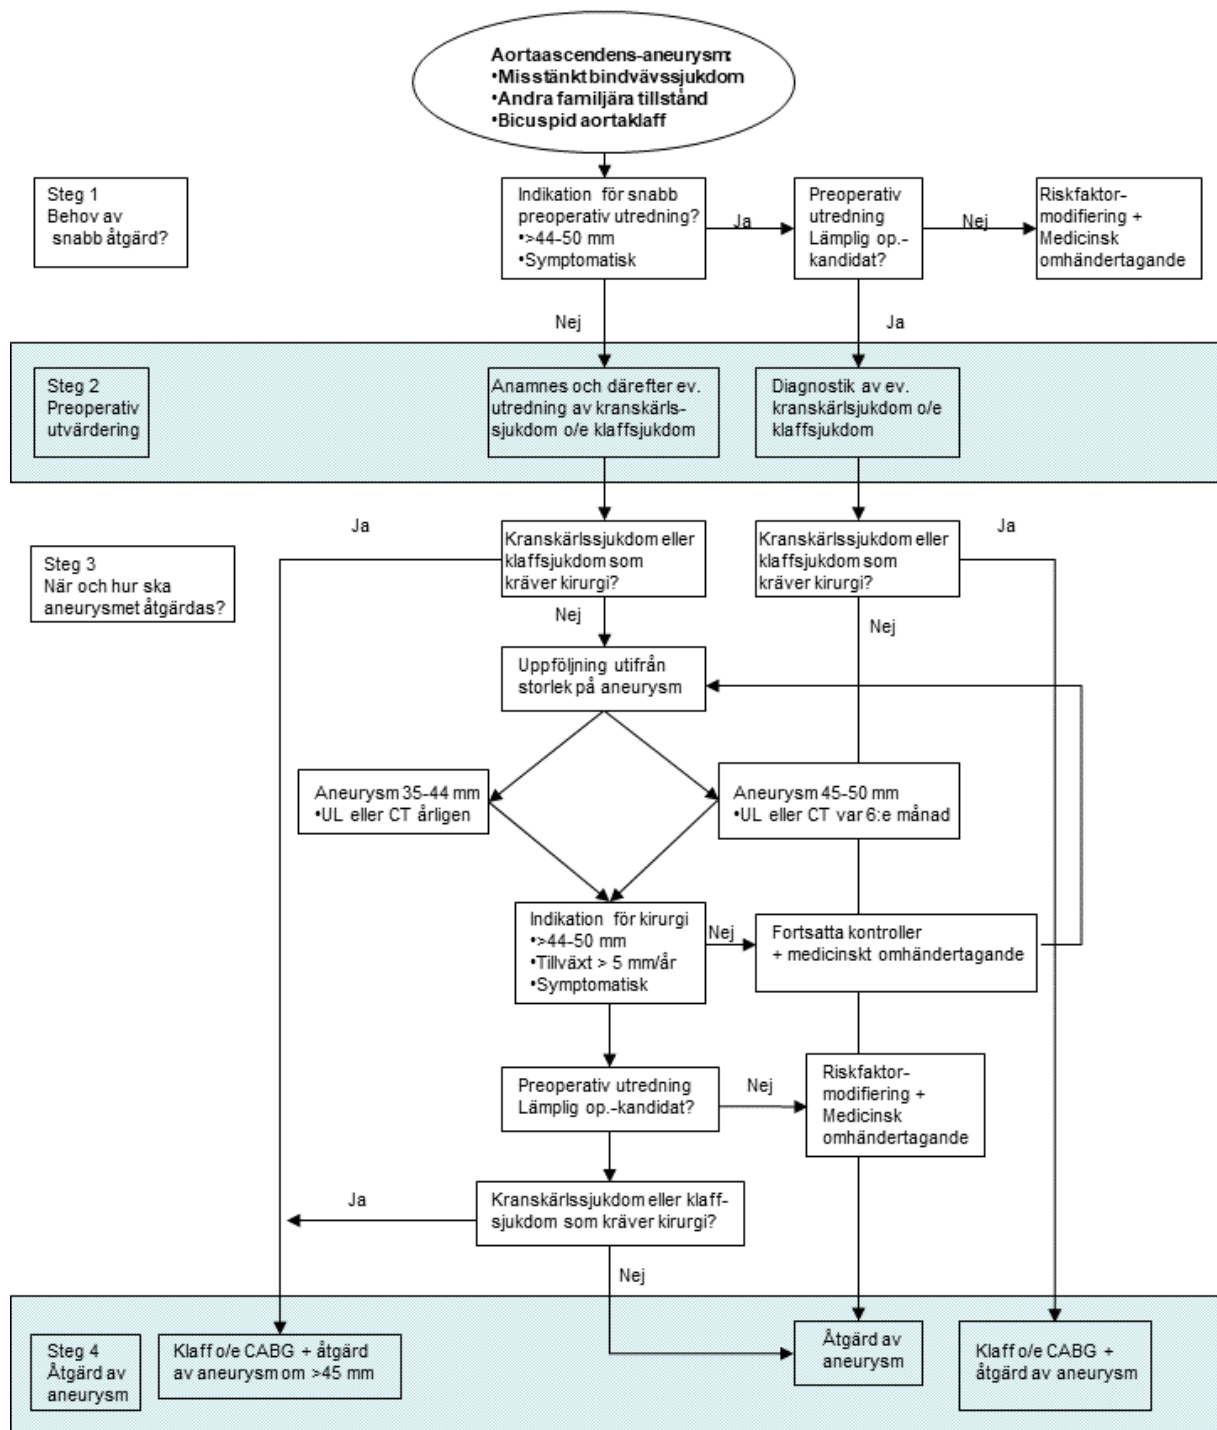 Aortaascendens-aneurysm:
•Misstänkt bindvävssjukdom
•Andra familjära tillstånd
•Bicuspid aortaklaff
Steg 1
Behov av
snabb åtgärd?
Indikation för snabb
preoperativ utredning?
•>44-50 mm
•Symptomatisk
Ja
Preoperativ
utredning
Lämplig op.-
kandidat?
Nej
Riskfaktor-
modifiering +
Medicinsk
omhändertagande
Nej
Ja
Steg 2
Preoperativ
utvärdering
Anamnes och därefter ev.
utredning av kranskärls-
sjukdom o/e klaffsjukdom
Diagnostik av ev.
kranskärlsjukdom o/e
klaffsjukdom
Ja
Kranskärlssjukdom eller
klaffsjukdom som
kräver kirurgi?
Kranskärlssjukdom eller
klaffsjukdom som
kräver kirurgi?
Ja
Steg 3
När och hur ska
aneurysmet åtgärdas?
Nej
Nej
Uppföljning utifrån
storlek på aneurysm
Aneurysm 35-44 mm
•UL eller CT årligen
Aneurysm 45-50 mm
•UL eller CT var 6:e månad
Indikation för kirurgi
•>44-50 mm
•Tillväxt > 5 mm/år
•Symptomatisk
Nej
Fortsatta kontroller
+ medicinskt omhändertagande
Preoperativ utredning
Lämplig op.-kandidat?
Nej
Riskfaktor-
modifiering +
Medicinsk
omhändertagande
Ja
Kranskärlssjukdom eller klaff-
sjukdom som kräver kirurgi?
Nej
Steg 4
Åtgärd av
aneurysm
Klaff o/e CABG + åtgärd
av aneurysm om >45 mm
Åtgärd av
aneurysm
Klaff o/e CABG +
åtgärd av aneurysm